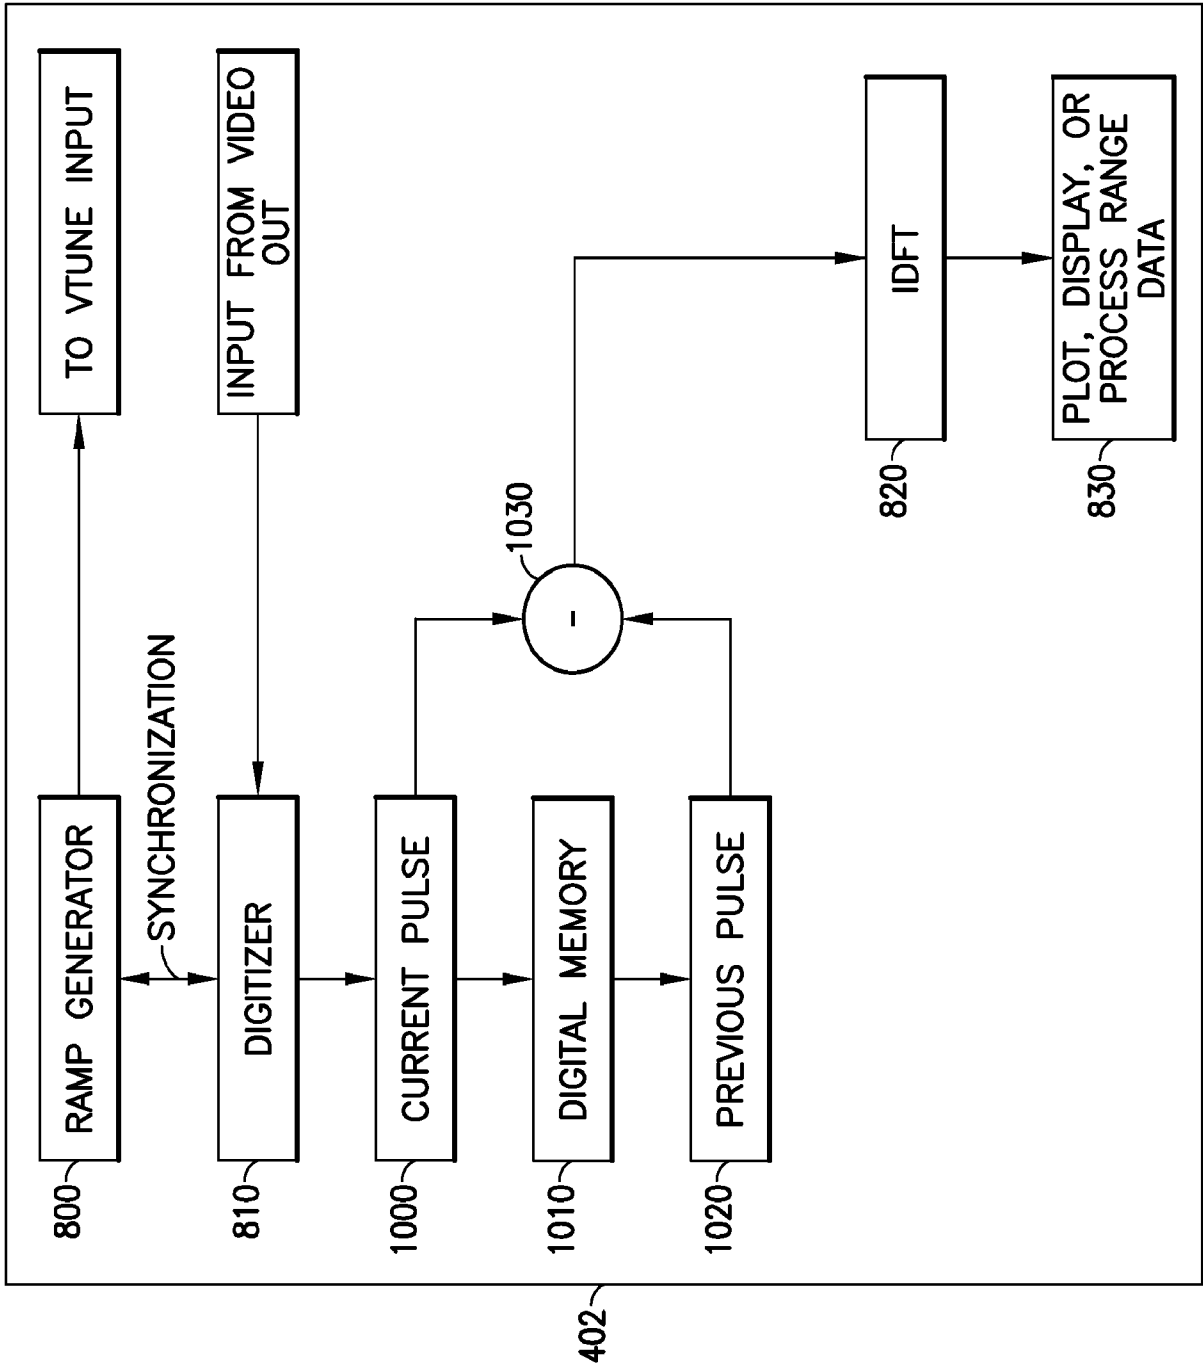 800
RAMP GENERATOR
TO VTUNE INPUT
SYNCHRONIZATION
810
DIGITIZER
INPUT FROM VIDEO
OUT
1000
CURRENT PULSE
1010
DIGITAL MEMORY
1020
PREVIOUS PULSE
1030
-
820
IDFT
830
PLOT, DISPLAY, OR
PROCESS RANGE
DATA
402